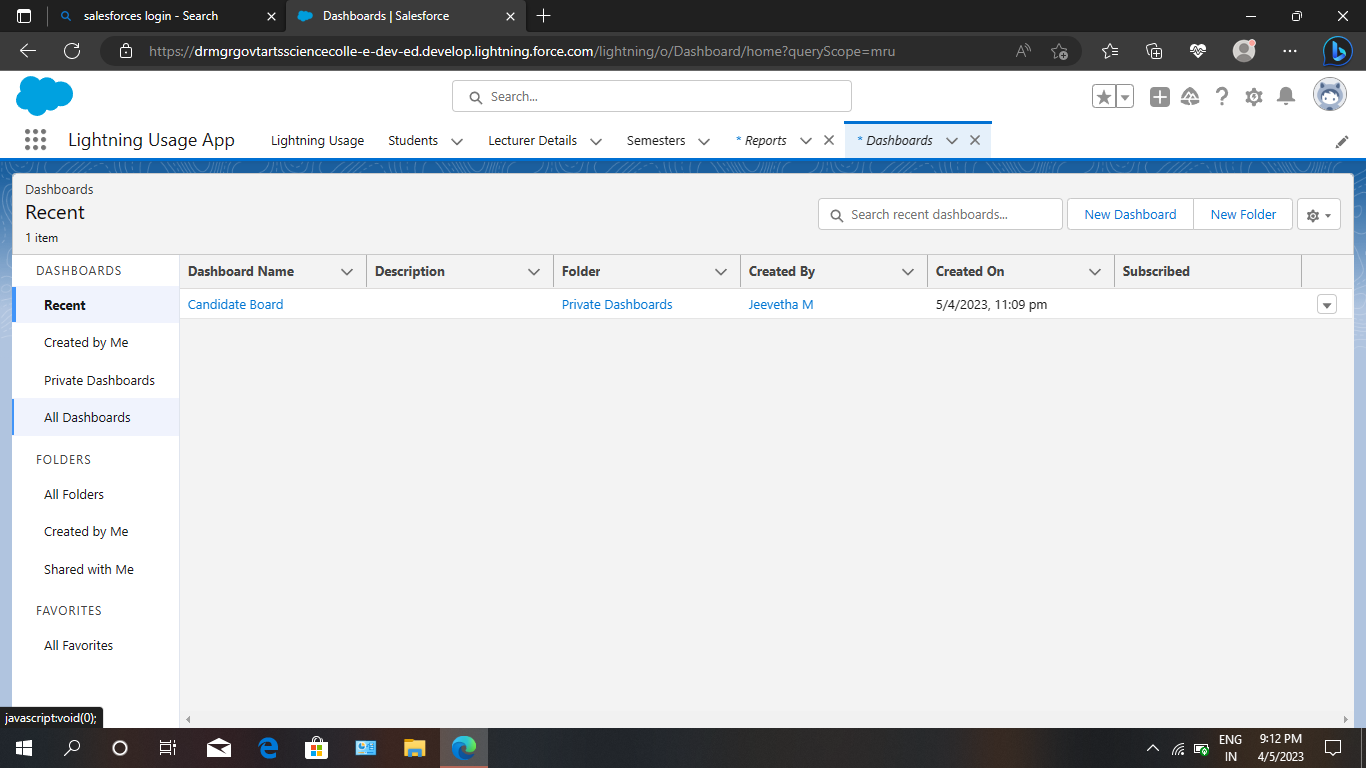 salesforces login - Search
Dashboards | Salesforce
https://drmgrgovtartssciencecolle-e-dev-ed.develop.lightning.force.com/lightning/o/Dashboard/home?queryScope=mru
Search...
Lightning Usage App
Lightning Usage
Students
Lecturer Details
Semesters
* Reports
* Dashboards
Dashboards
Recent
1 item
Search recent dashboards...
New Dashboard
New Folder
DASHBOARDS
Recent
Created by Me
Private Dashboards
All Dashboards
FOLDERS
All Folders
Created by Me
Shared with Me
FAVORITES
All Favorites
Dashboard Name Description Folder Created By Created On Subscribed
Candidate Board Private Dashboards Jeevetha M 5/4/2023, 11:09 pm
javascript:void(0);
ENG
IN
9:12 PM
4/5/2023